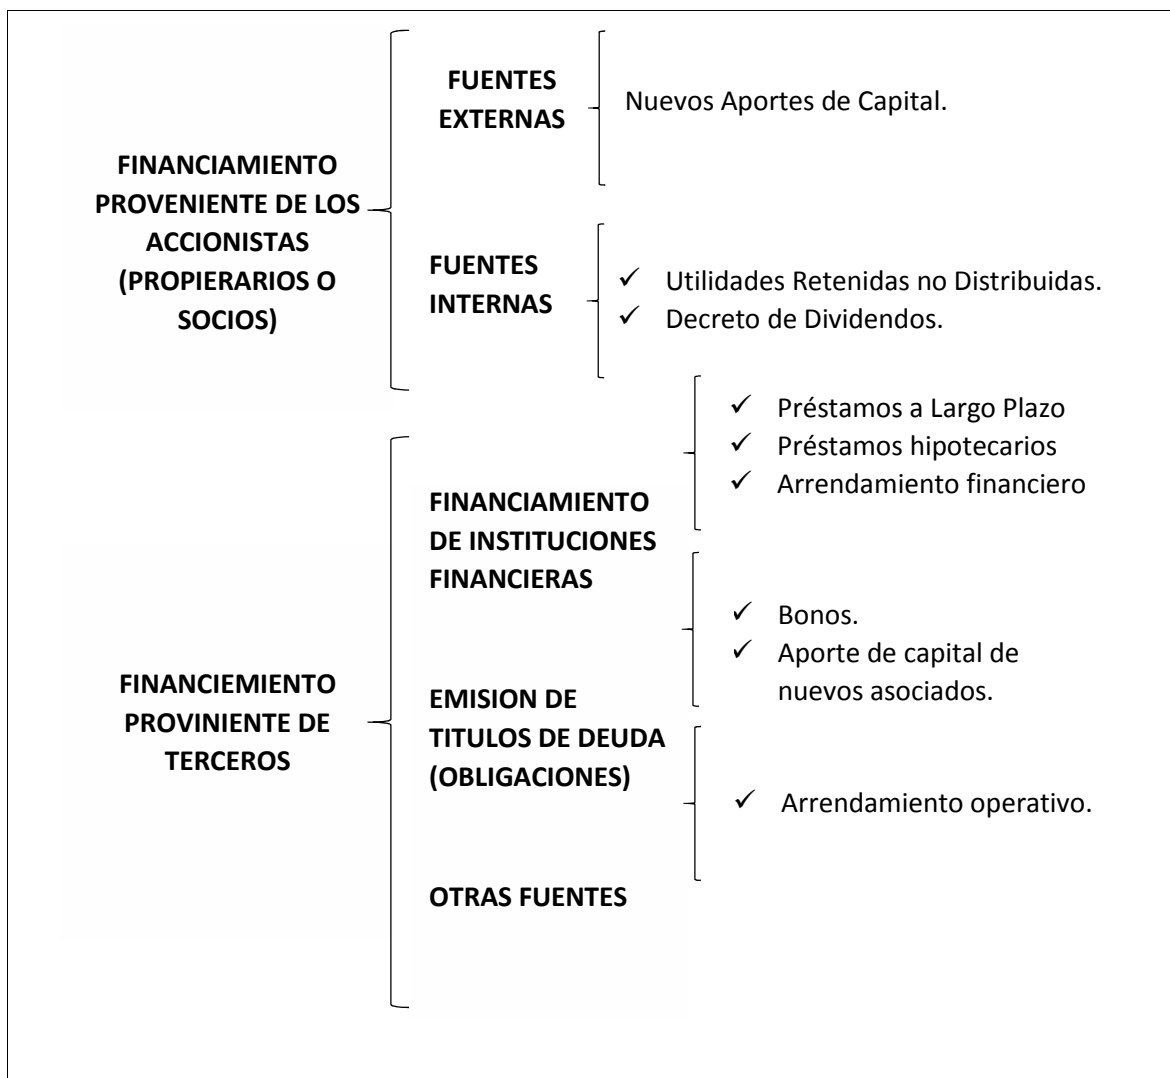 FUENTES
EXTERNAS
Nuevos Aportes de Capital.
FINANCIAMIENTO
PROVENIENTE DE LOS
ACCIONISTAS
(PROPIERARIOS O
SOCIOS)
FUENTES
INTERNAS
✓ Utilidades Retenidas no Distribuidas.
✓ Decreto de Dividendos.
✓ Préstamos a Largo Plazo
✓ Préstamos hipotecarios
✓ Arrendamiento financiero
FINANCIAMIENTO
DE INSTITUCIONES
FINANCIERAS
✓ Bonos.
✓ Aporte de capital de
nuevos asociados.
FINANCIEMIENTO
PROVINIENTE DE
TERCEROS
EMISION DE
TITULOS DE DEUDA
(OBLIGACIONES)
✓ Arrendamiento operativo.
OTRAS FUENTES